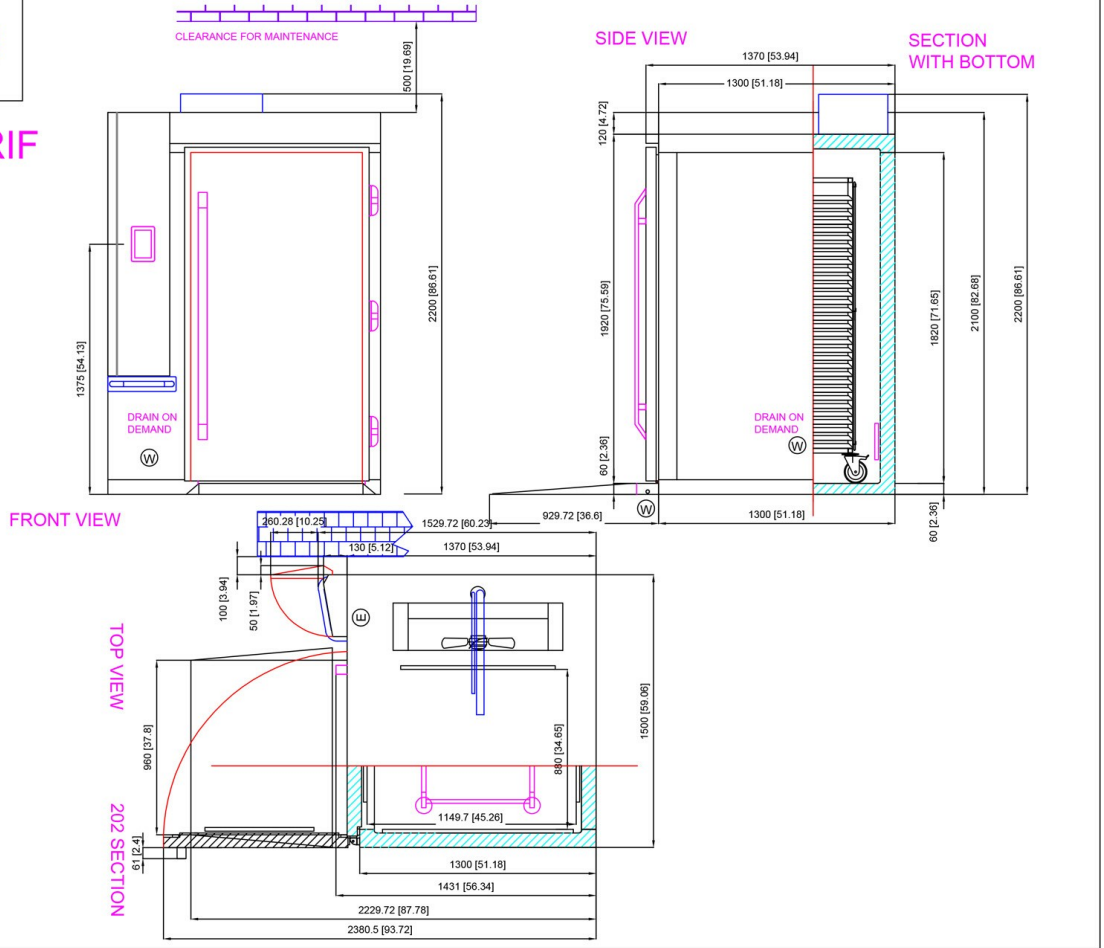 CLEARANCE FOR MAINTENANCE
500 [19.69]
RIF
1375 [54.13]
2200 [86.61]
DRAIN ON
DEMAND
W
FRONT VIEW
SIDE VIEW
SECTION
WITH BOTTOM
1370 [53.94]
1300 [51.18]
120 [4.72]
1920 [75.59]
60 [2.36]
DRAIN ON
DEMAND
W
1820 [71.65]
2100 [82.68]
2200 [86.61]
W
929.72 [36.6]
1300 [51.18]
60 [2.36]
260.28 [10.25]
1529.72 [60.23]
130 [5.12]
1370 [53.94]
100 [3.94]
50 [1.97]
E
TOP VIEW
960 [37.8]
880 [34.65]
1500 [59.06]
202 SECTION
61 [2.4]
1149.7 [45.26]
1300 [51.18]
1431 [56.34]
2229.72 [87.78]
2380.5 [93.72]